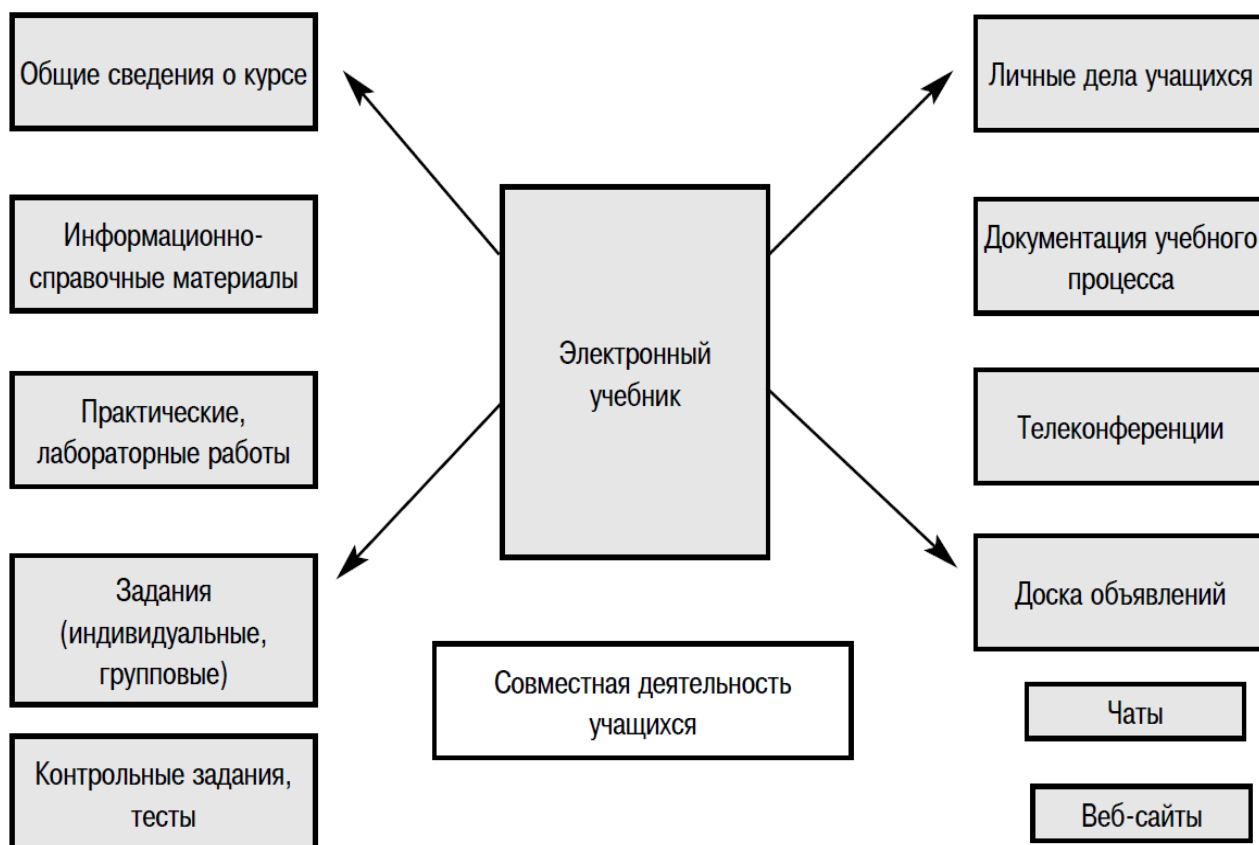 Общие сведения о курсе
Информационно-
справочные материалы
Практические,
лабораторные работы
Задания
(индивидуальные,
групповые)
Контрольные задания,
тесты
Электронный
учебник
Совместная деятельность
учащихся
Личные дела учащихся
Документация учебного
процесса
Телеконференции
Доска объявлений
Чаты
Веб-сайты